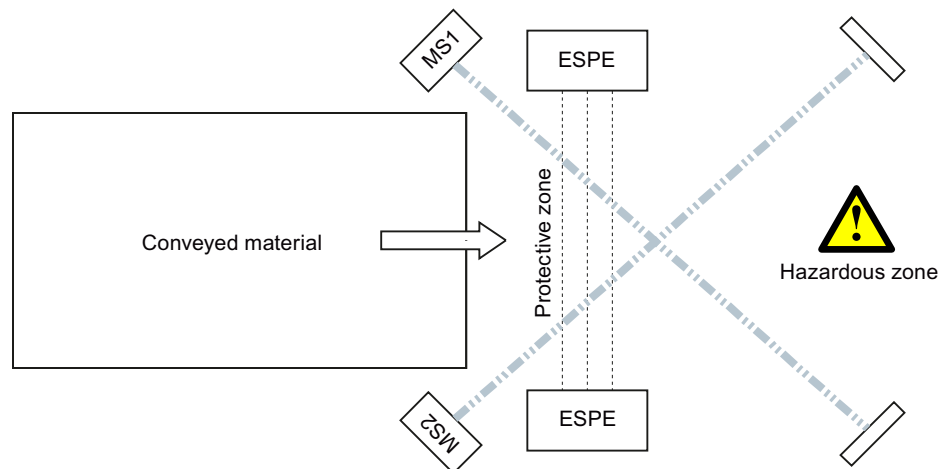 MS1
ESPE
Conveyed material
Protective zone
!
Hazardous zone
MS2
ESPE